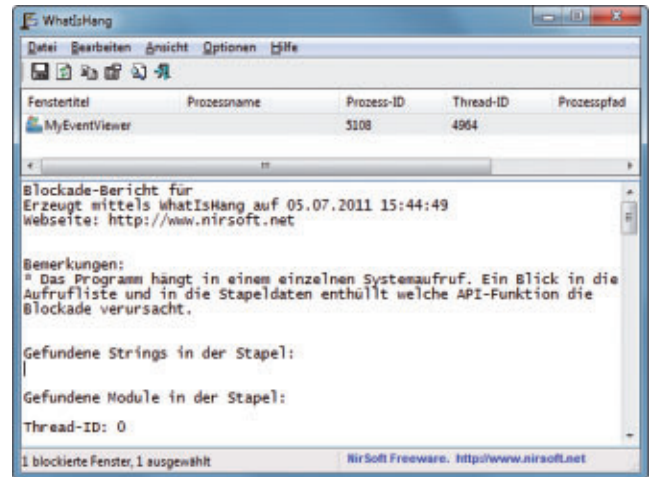 WhatIsHang
Datei Bearbeiten Ansicht Optionen Hilfe
Fenstertitel Prozessname Prozess-ID Thread-ID Prozesspfad
MyEventViewer 5108 4964
Blockade-Bericht für
Erzeugt mittels WhatIsHang auf 05.07.2011 15:44:49
Webseite: http://www.nirsoft.net
Bemerkungen:
* Das Programm hängt in einem einzelnen Systemaufruf. Ein Blick in die
Aufrufliste und in die Stapeldaten enthüllt welche API-Funktion die
Blockade verursacht.
Gefundene Strings in der Stapel:
Gefundene Module in der Stapel:
Thread-ID: 0
1 blockierte Fenster, 1 ausgewählt NirSoft Freeware. http://www.nirsoft.net